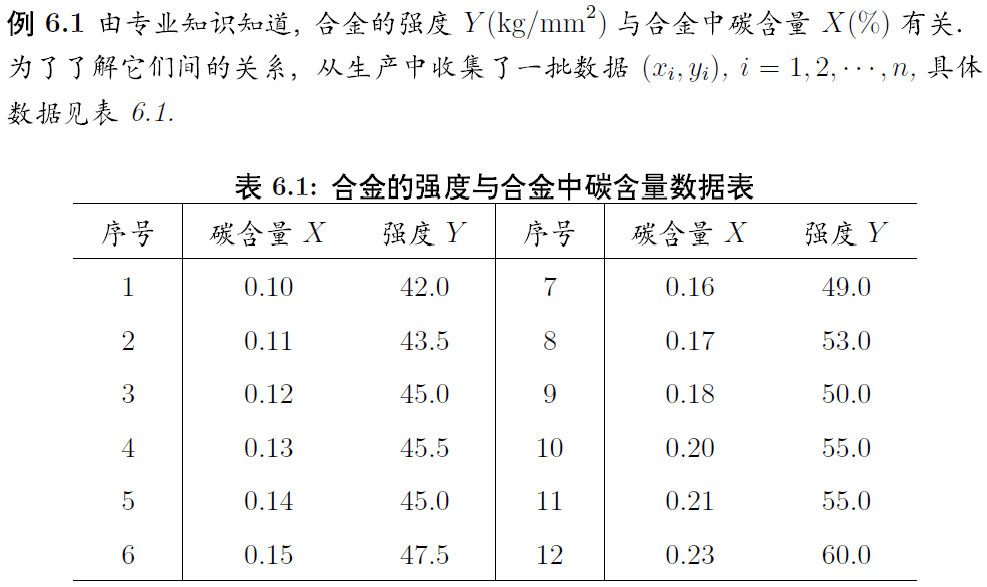 例 6.1 由专业知识知道, 合金的强度 Y(kg/mm²) 与合金中碳含量 X(%) 有关.
为了了解它们间的关系, 从生产中收集了一批数据 (xᵢ, yᵢ), i = 1, 2, ⋯, n, 具体
数据见表 6.1.
表 6.1: 合金的强度与合金中碳含量数据表
序号 碳含量 X 强度 Y 序号 碳含量 X 强度 Y
1 0.10 42.0 7 0.16 49.0
2 0.11 43.5 8 0.17 53.0
3 0.12 45.0 9 0.18 50.0
4 0.13 45.5 10 0.20 55.0
5 0.14 45.0 11 0.21 55.0
6 0.15 47.5 12 0.23 60.0